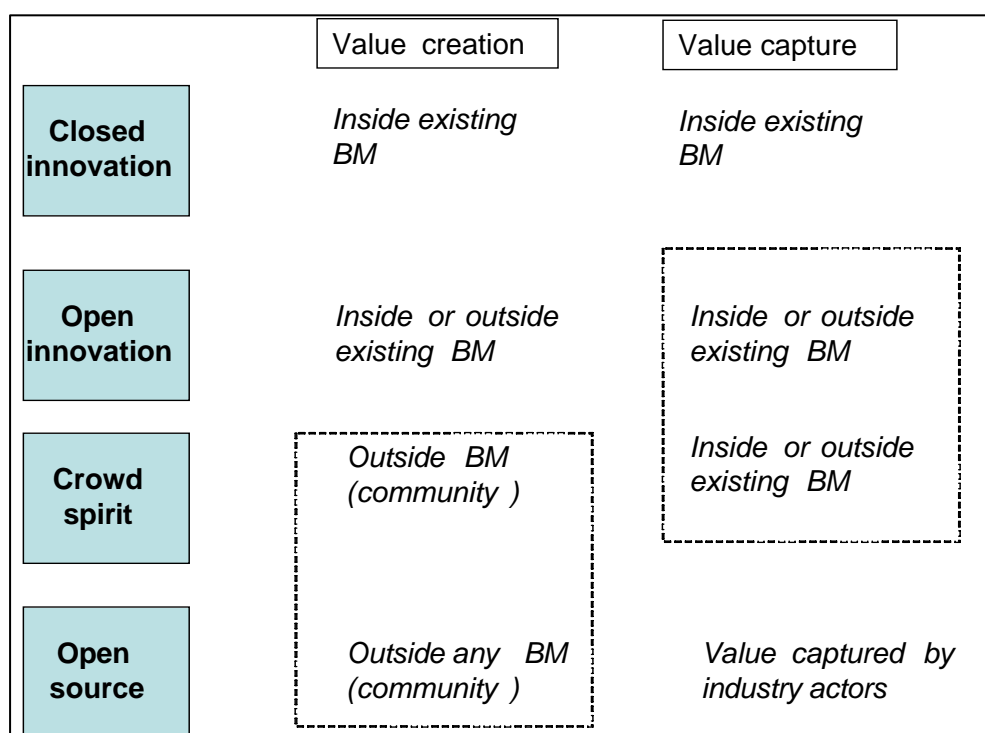 Value creation
Value capture
Closed
innovation
Inside existing
BM
Inside existing
BM
Open
innovation
Inside or outside
existing BM
Inside or outside
existing BM
Crowd
spirit
Outside BM
(community )
Inside or outside
existing BM
Open
source
Outside any BM
(community )
Value captured by
industry actors